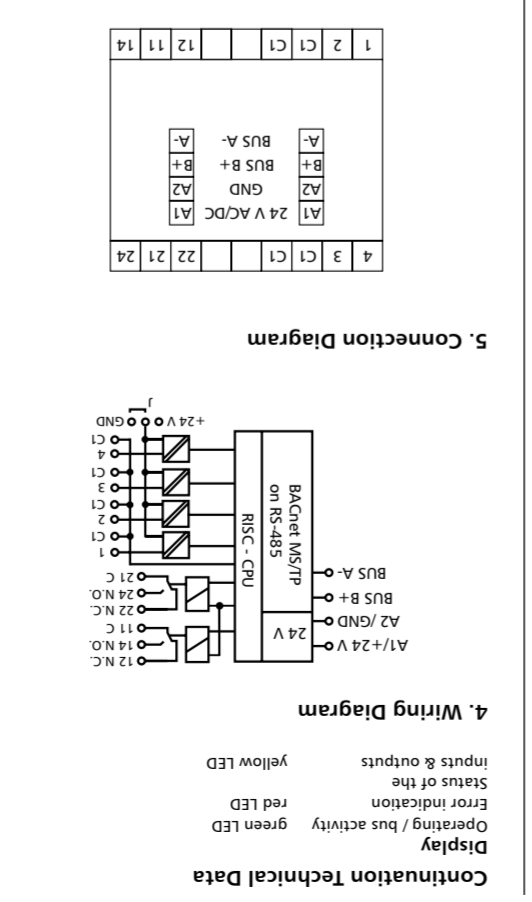 Continuation Technical Data
Display
Operating / bus activity green LED
Error indication red LED
Status of the
inputs & outputs yellow LED
4. Wiring Diagram
A1/+24 V
A2 /GND
BUS B+
BUS A-
24 V
BACnet MS/TP
on RS-485
RISC - CPU
12 N.C.
14 N.O.
11 C
22 N.C.
24 N.O.
21 C
1
C1
2
C1
3
C1
4
C1
+24 V GND
J
5. Connection Diagram
4 3 C1 C1 22 21 24
A1 24 V AC/DC A1
A2 GND A2
B+ BUS B+ B+
A- BUS A- A-
1 2 C1 C1 12 11 14